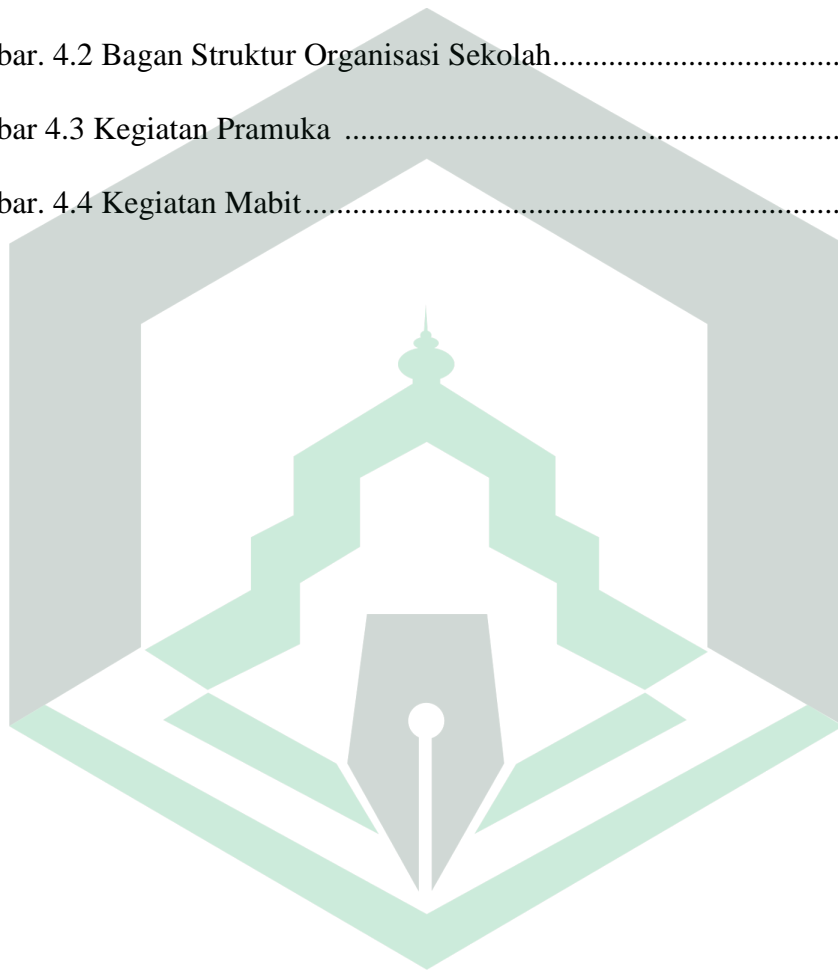 bar. 4.2 Bagan Struktur Organisasi Sekolah..................................
bar 4.3 Kegiatan Pramuka ............................................................
bar. 4.4 Kegiatan Mabit.................................................................